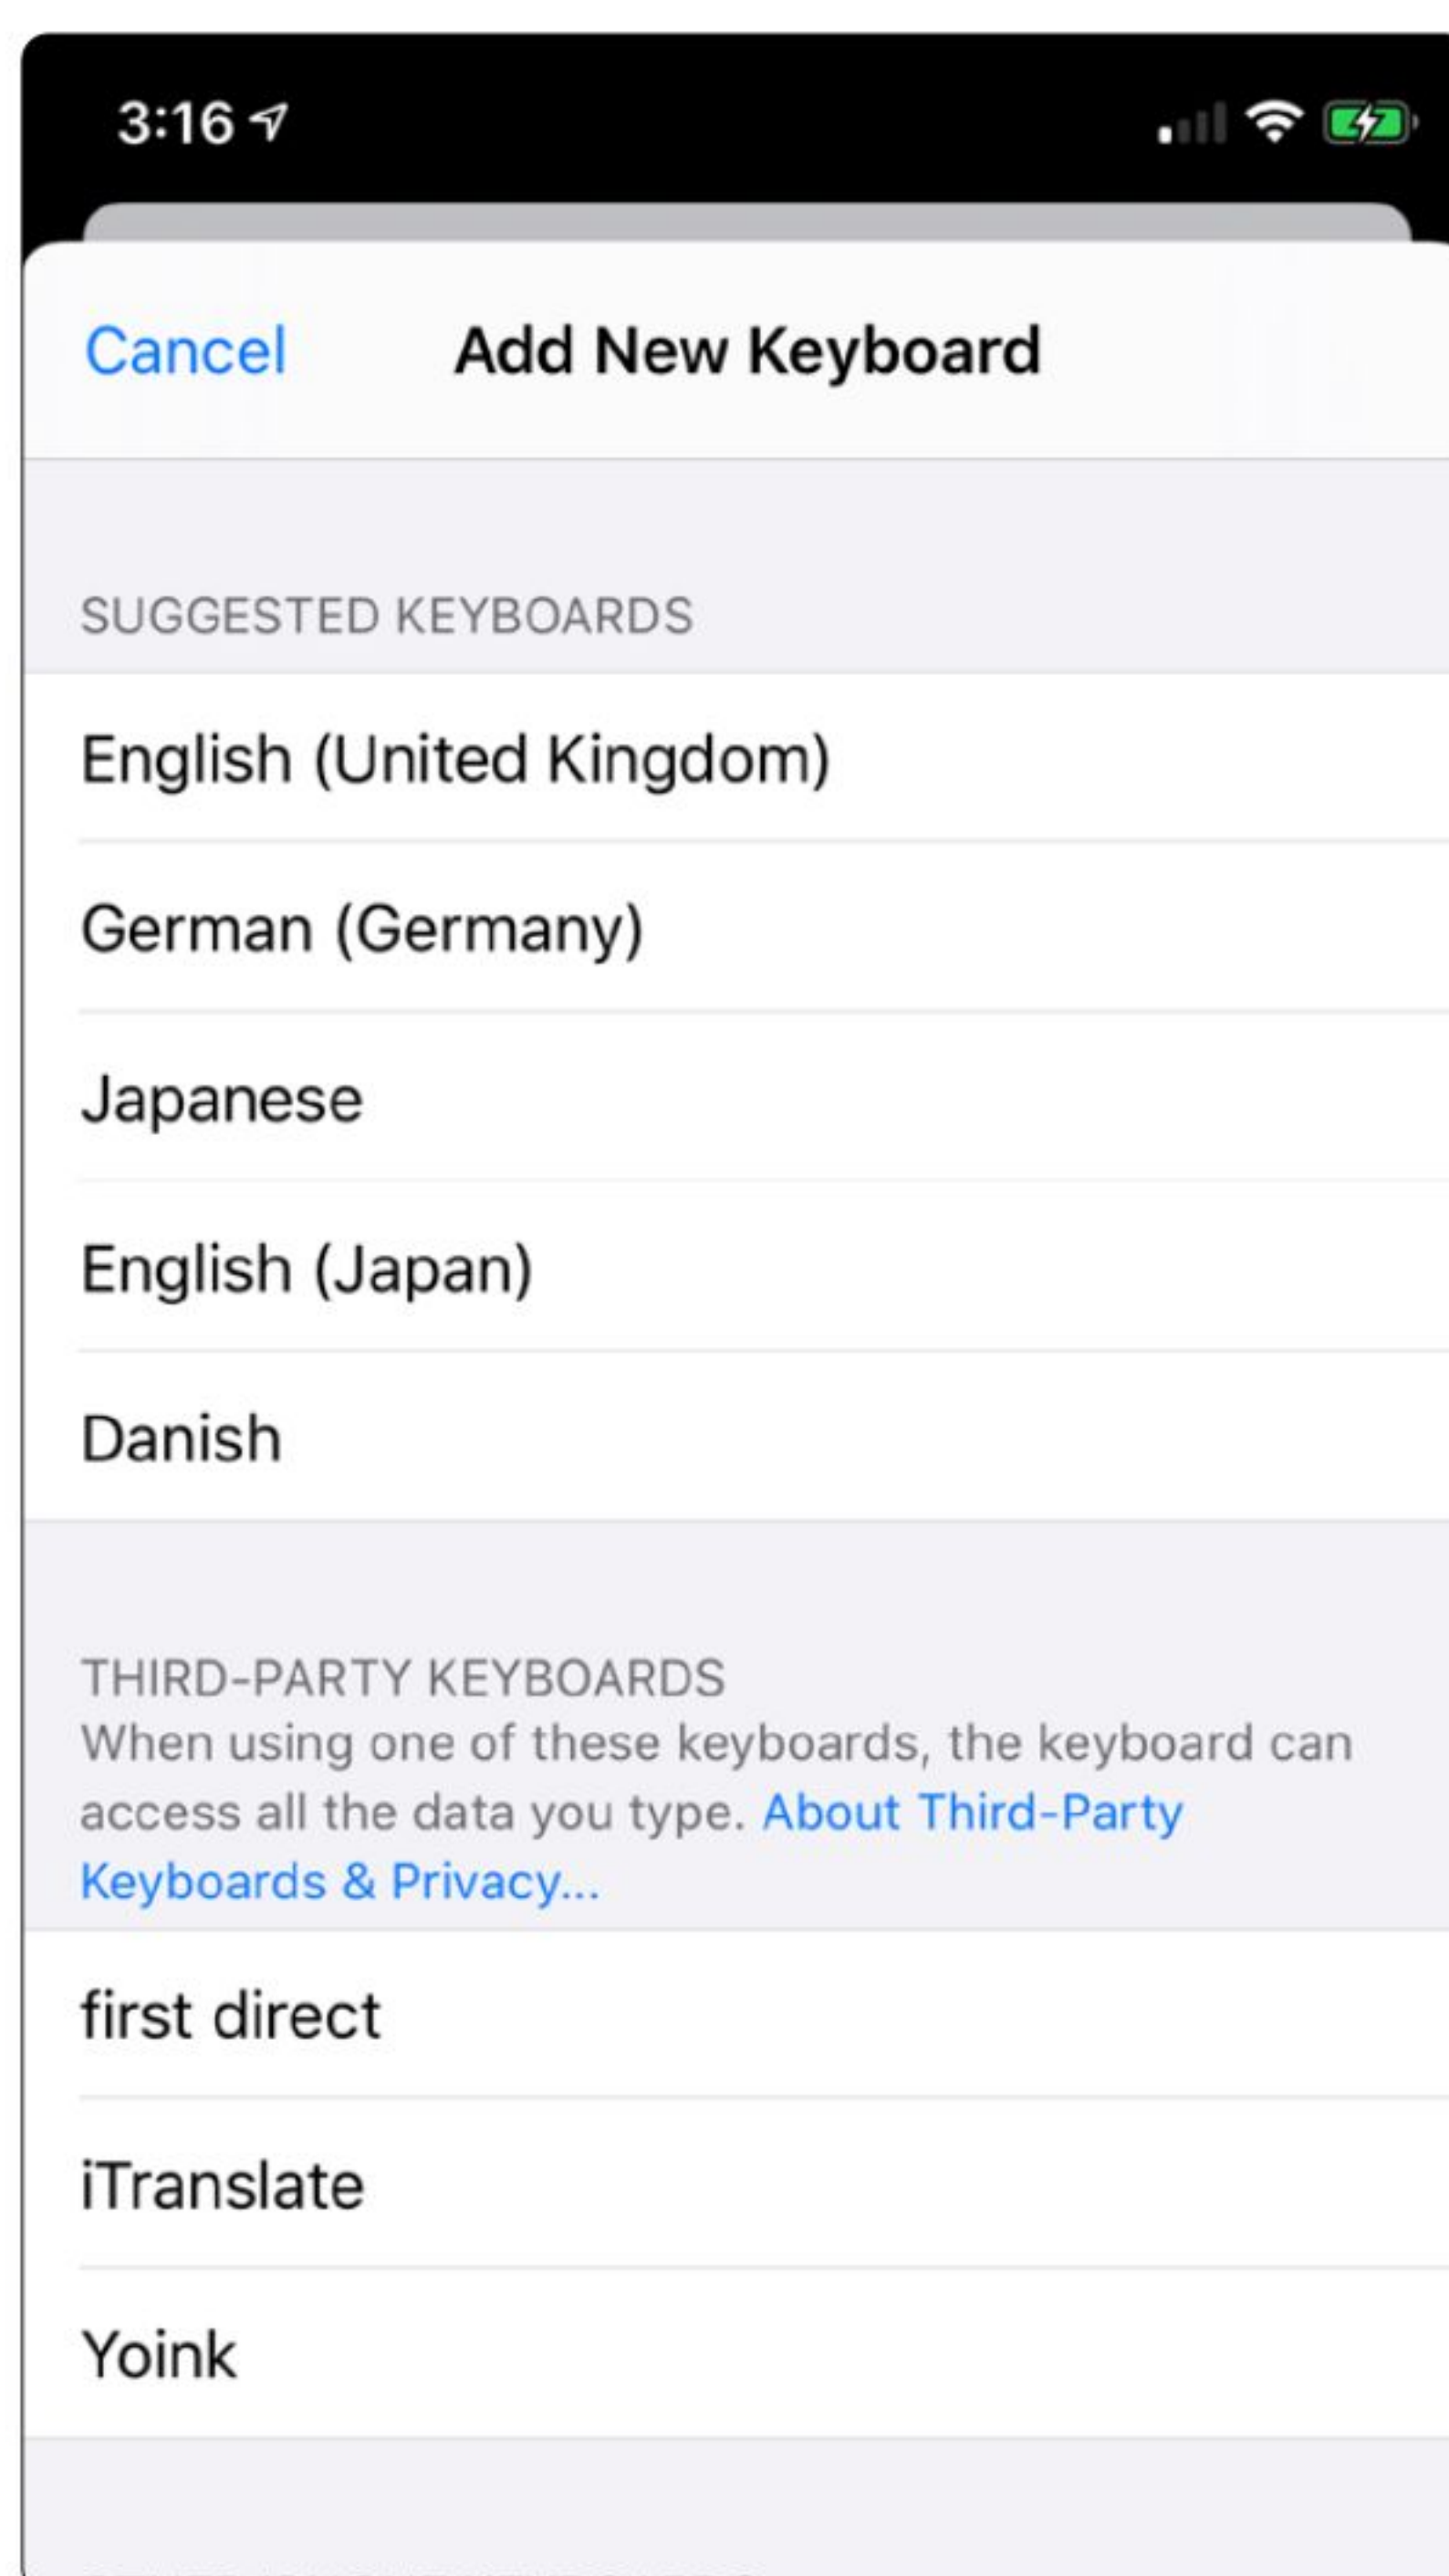 3:16
Cancel
Add New Keyboard
SUGGESTED KEYBOARDS
English (United Kingdom)
German (Germany)
Japanese
English (Japan)
Danish
THIRD-PARTY KEYBOARDS
When using one of these keyboards, the keyboard can
access all the data you type. About Third-Party
Keyboards & Privacy...
first direct
iTranslate
Yoink